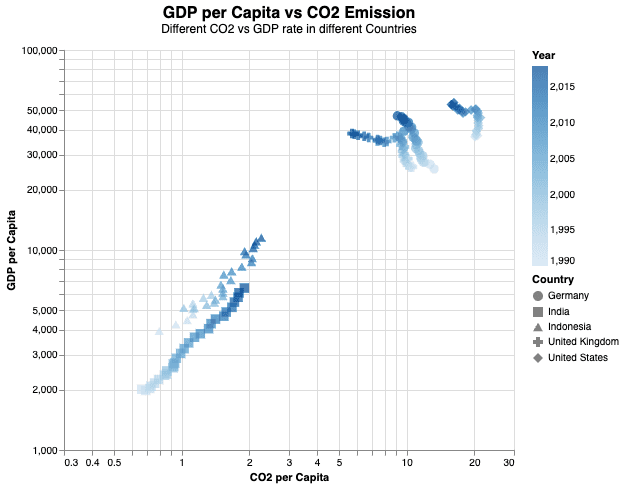 GDP per Capita vs CO2 Emission
Different CO2 vs GDP rate in different Countries
100,000
50,000
40,000
30,000
20,000
10,000
5,000
4,000
3,000
2,000
1,000
GDP per Capita
0.3 0.4 0.5 1 2 3 4 5 10 20 30
CO2 per Capita
Year
2,015
2,010
2,005
2,000
1,995
1,990
Country
Germany
India
Indonesia
United Kingdom
United States